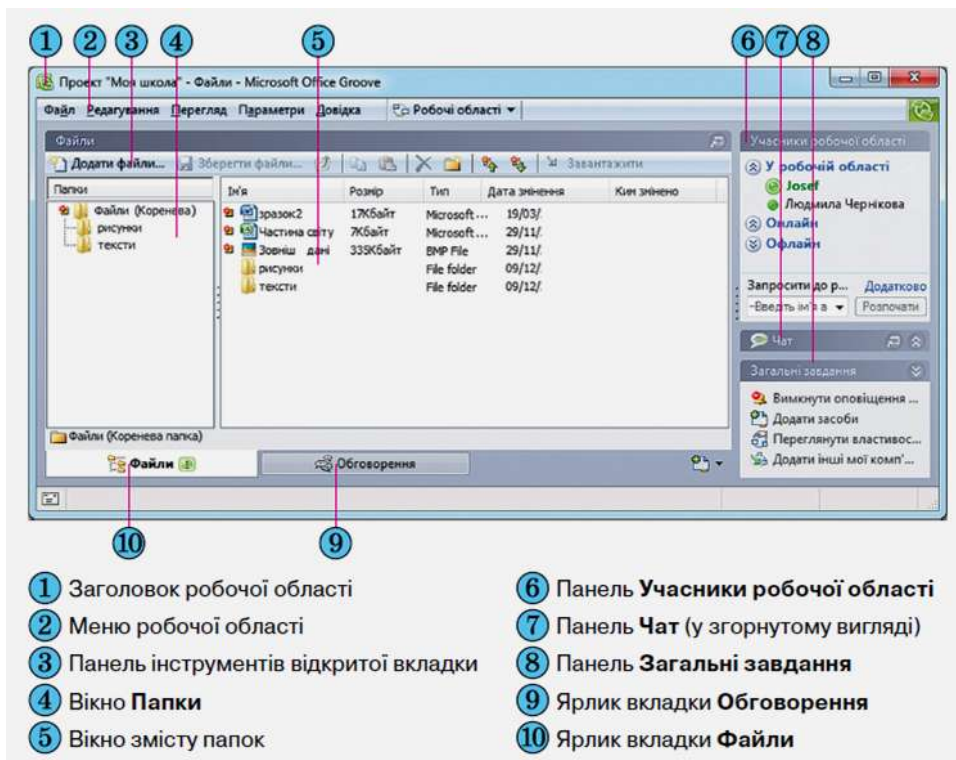 1 2 3 4 5 6 7 8
Проект "Моя школа" - Файли - Microsoft Office Groove
Файл Редагування Перегляд Параметри Довідка Робочі області
Файли
Додати файли... Зберегти файли... Завантажити
Папки
Файли (Коренева)
рисунки
тексти
Ім'я Розмір Тип Дата змінення Ким змінено
зразок2 17Кбайт Microsoft... 19/03/.
Частина світу 7Кбайт Microsoft... 29/11/.
Зовніш дані 335Кбайт BMP File 29/11/.
рисунки File folder 09/12/.
тексти File folder 09/12/.
Файли (Коренева папка)
Файли
Обговорення
Учасники робочої області
У робочій області
Josef
Людмила Чернікова
Онлайн
Офлайн
Запросити до р... Додатково
-Введіть ім'я а Розпочати
Чат
Загальні завдання
Вимкнути оповіщення ...
Додати засоби
Переглянути властивос...
Додати інші мої комп'...
10 9
1 Заголовок робочої області
2 Меню робочої області
3 Панель інструментів відкритої вкладки
4 Вікно Папки
5 Вікно змісту папок
6 Панель Учасники робочої області
7 Панель Чат (у згорнутому вигляді)
8 Панель Загальні завдання
9 Ярлик вкладки Обговорення
10 Ярлик вкладки Файли